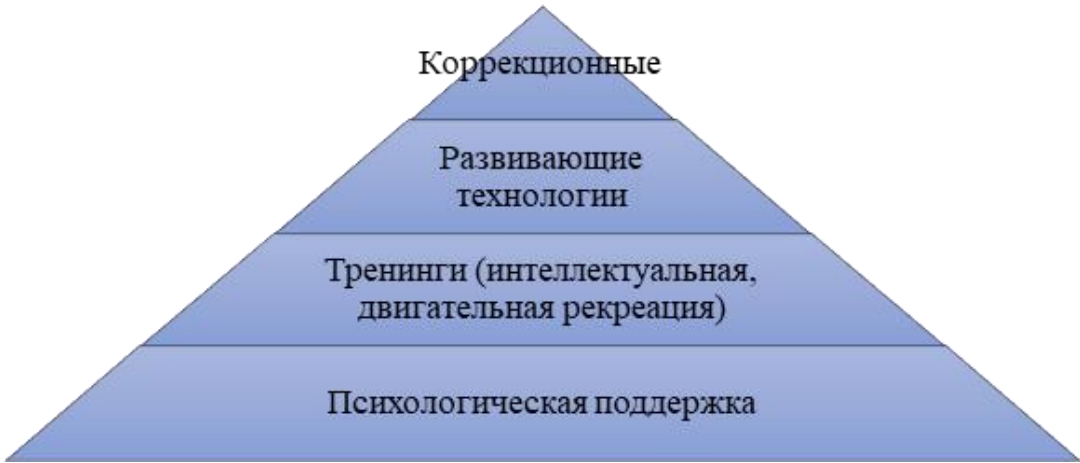 Коррекционные
Развивающие
технологии
Тренинги (интеллектуальная,
двигательная рекреация)
Психологическая поддержка